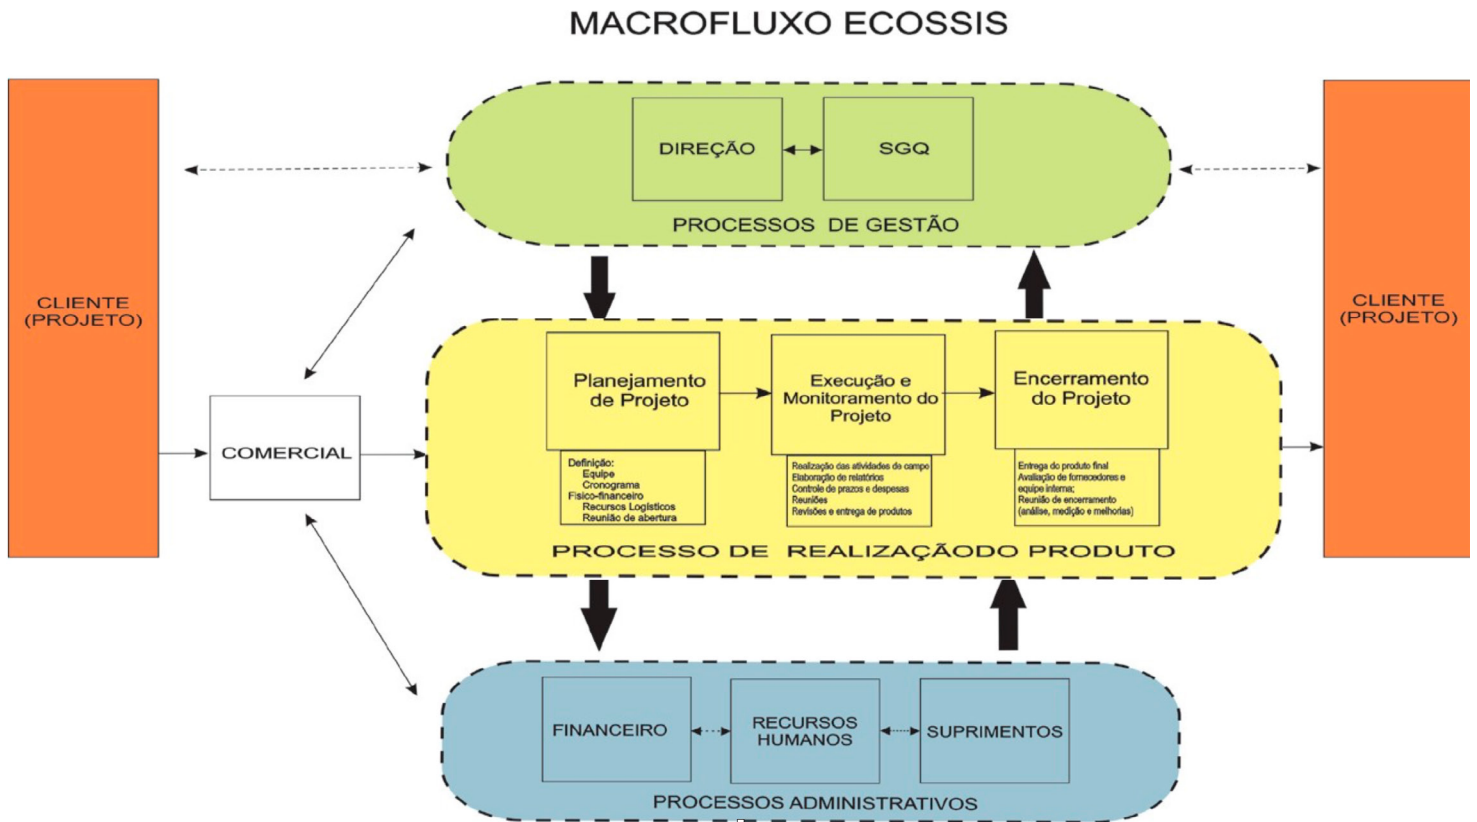 MACROFLUXO ECOSSIS
CLIENTE
(PROJETO)
COMERCIAL
DIREÇÃO
SGQ
PROCESSOS DE GESTÃO
Planejamento
de Projeto
Definição:
Equipe
Cronograma
Fisico-financeiro
Recursos Logísticos
Reunião de abertura
Execução e
Monitoramento do
Projeto
Realização das atividades de campo
Elaboração de relatórios
Controle de prazos e despesas
Reuniões
Revisões e entrega de produtos
Encerramento
do Projeto
Entrega do produto final
Avaliação de fornecedores e
equipe interna;
Reunião de encerramento
(análise, medição e melhorias)
PROCESSO DE REALIZAÇÃODO PRODUTO
FINANCEIRO
RECURSOS
HUMANOS
SUPRIMENTOS
PROCESSOS ADMINISTRATIVOS
CLIENTE
(PROJETO)